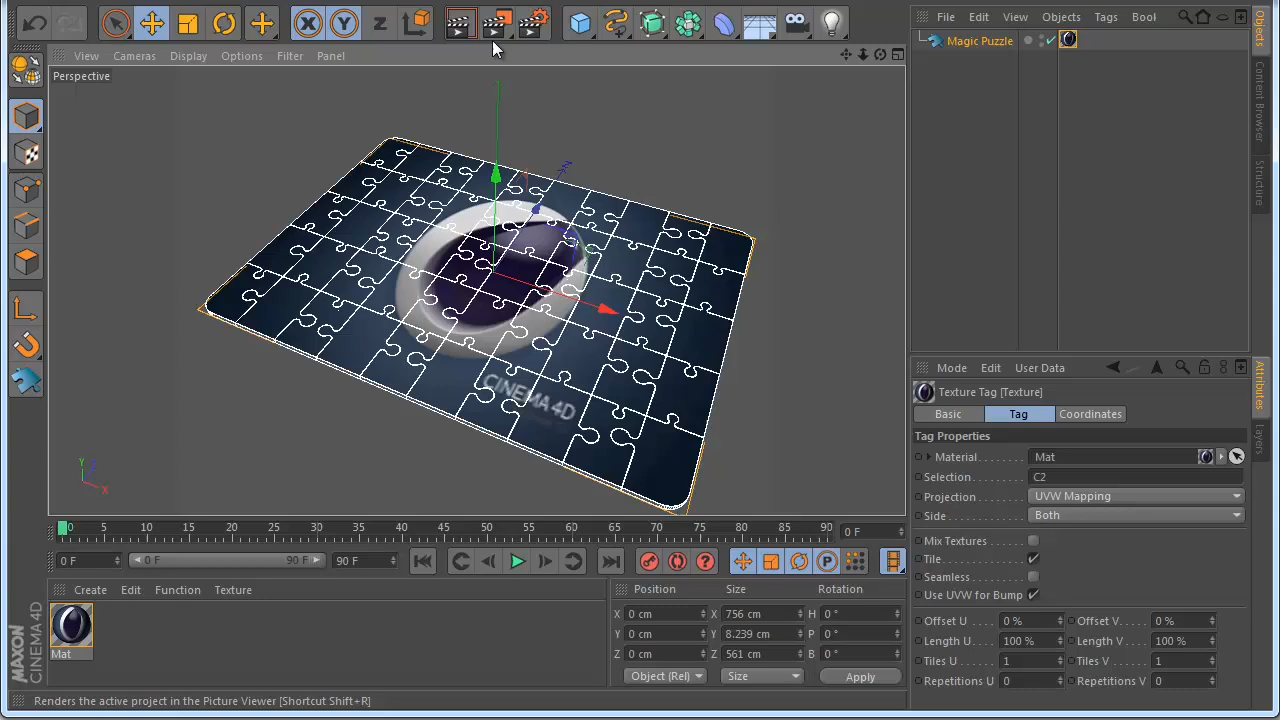 File Edit View Objects Tags Bool
Magic Puzzle
View Cameras Display Options Filter Panel
Perspective
CINEMA 4D
Y
Z
X
Objects
Content Browser
Structure
Mode Edit User Data
Texture Tag [Texture]
Basic Tag Coordinates
Tag Properties
Material Mat
Selection C2
Projection UVW Mapping
Side Both
Mix Textures
Tile
Seamless
Use UVW for Bump
Offset U 0 % Offset V 0 %
Length U 100 % Length V 100 %
Tiles U 1 Tiles V 1
Repetitions U 0 Repetitions V 0
Attributes
Layers
0 5 10 15 20 25 30 35 40 45 50 55 60 65 70 75 80 85 90 0 F
0 F 0 F 90 F 90 F
Create Edit Function Texture
Mat
Position Size Rotation
X 0 cm X 756 cm H 0 °
Y 0 cm Y 8.239 cm P 0 °
Z 0 cm Z 561 cm B 0 °
Object (Rel) Size Apply
MAXON
CINEMA 4D
Renders the active project in the Picture Viewer [Shortcut Shift+R]